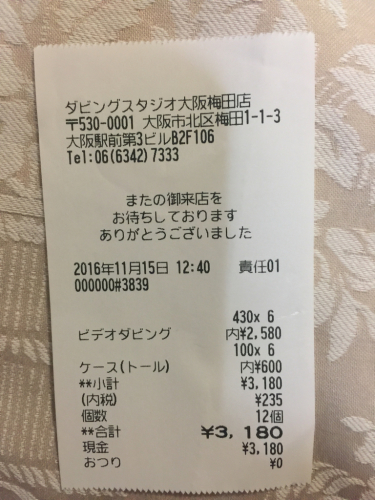 ダビングスタジオ大阪梅田店
〒530-0001 大阪市北区梅田1-1-3
大阪駅前第3ビルB2F106
Tel:06(6342)7333
またの御来店を
お待ちしております
ありがとうございました
2016年11月15日 12:40 責任01
000000#3839
430x 6
ビデオダビング 内¥2,580
100x 6
ケース(トール) 内¥600
**小計 ¥3,180
(内税) ¥235
個数 12個
**合計 ¥3,180
現金 ¥3,180
おつり ¥0